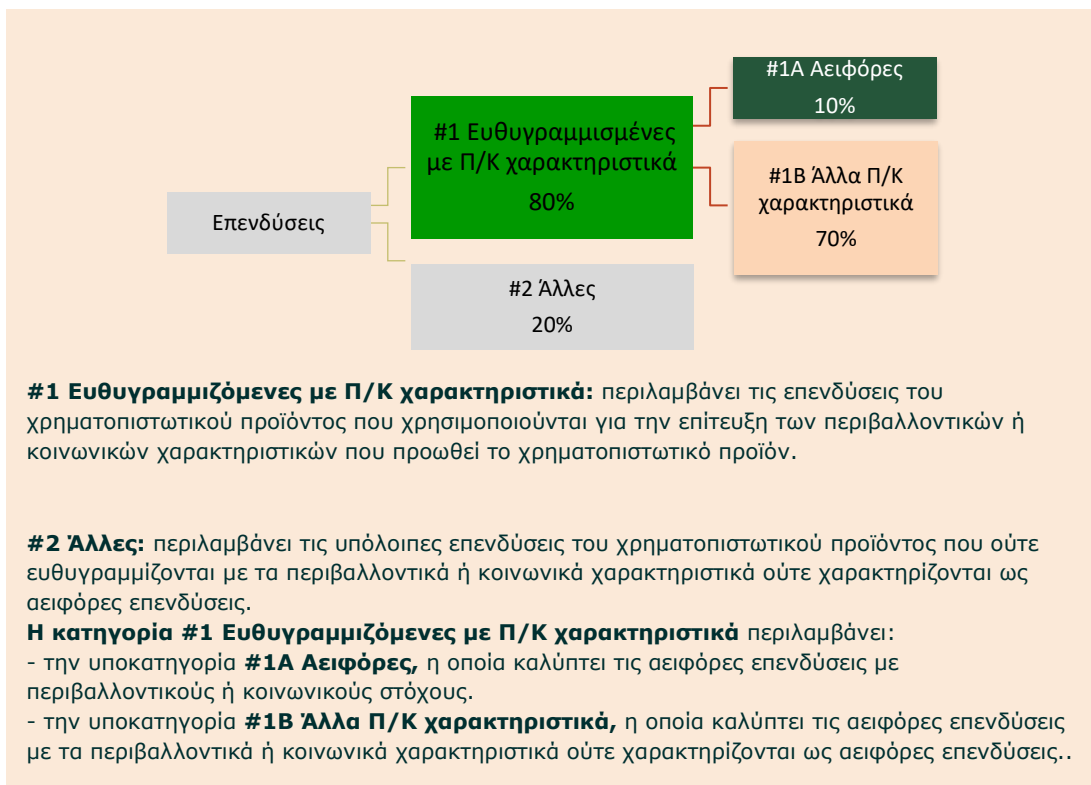 #1A Αειφόρες
10%
#1 Ευθυγραμμισμένες
με Π/Κ χαρακτηριστικά
80%
#1B Άλλα Π/Κ
χαρακτηριστικά
70%
Επενδύσεις
#2 Άλλες
20%
#1 Ευθυγραμμιζόμενες με Π/Κ χαρακτηριστικά: περιλαμβάνει τις επενδύσεις του
χρηματοπιστωτικού προϊόντος που χρησιμοποιούνται για την επίτευξη των περιβαλλοντικών ή
κοινωνικών χαρακτηριστικών που προωθεί το χρηματοπιστωτικό προϊόν.
#2 Άλλες: περιλαμβάνει τις υπόλοιπες επενδύσεις του χρηματοπιστωτικού προϊόντος που ούτε
ευθυγραμμίζονται με τα περιβαλλοντικά ή κοινωνικά χαρακτηριστικά ούτε χαρακτηρίζονται ως
αειφόρες επενδύσεις.
Η κατηγορία #1 Ευθυγραμμιζόμενες με Π/Κ χαρακτηριστικά περιλαμβάνει:
- την υποκατηγορία #1A Αειφόρες, η οποία καλύπτει τις αειφόρες επενδύσεις με
περιβαλλοντικούς ή κοινωνικούς στόχους.
- την υποκατηγορία #1B Άλλα Π/Κ χαρακτηριστικά, η οποία καλύπτει τις αειφόρες επενδύσεις
με τα περιβαλλοντικά ή κοινωνικά χαρακτηριστικά ούτε χαρακτηρίζονται ως αειφόρες επενδύσεις..